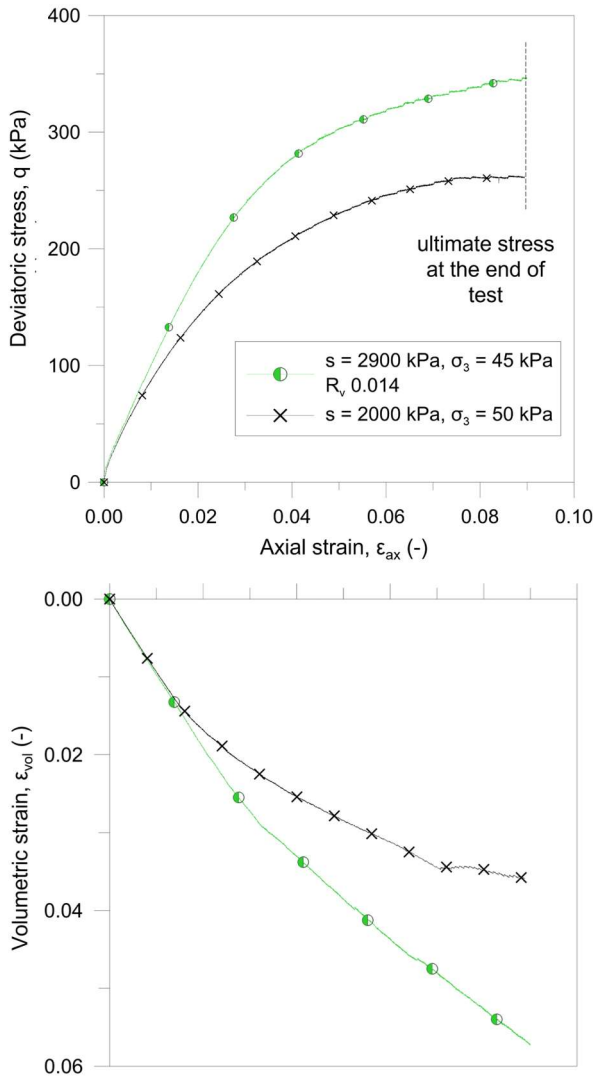 400
300
200
100
0
Deviatoric stress, q (kPa)
ultimate stress
at the end of
test
s = 2900 kPa, σ₃ = 45 kPa
Rᵥ 0.014
s = 2000 kPa, σ₃ = 50 kPa
0.00 0.02 0.04 0.06 0.08 0.10
Axial strain, εax (-)
0.00
0.02
0.04
0.06
Volumetric strain, εvol (-)